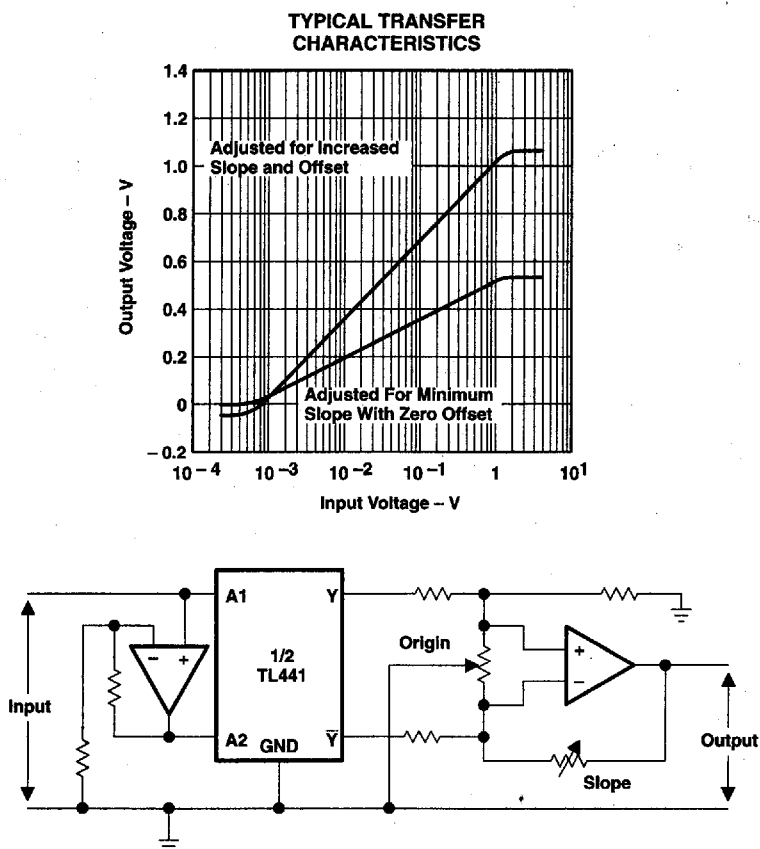 TYPICAL TRANSFER
CHARACTERISTICS
1.4
1.2
1.0
0.8
0.6
0.4
0.2
0
– 0.2
Output Voltage – V
Adjusted for Increased
Slope and Offset
Adjusted For Minimum
Slope With Zero Offset
10 – 4
10 – 3
10 – 2
10 – 1
1
10 1
Input Voltage – V
A1
Y
1/2
TL441
A2
GND
Y̅
–
+
Input
Origin
+
–
Slope
Output